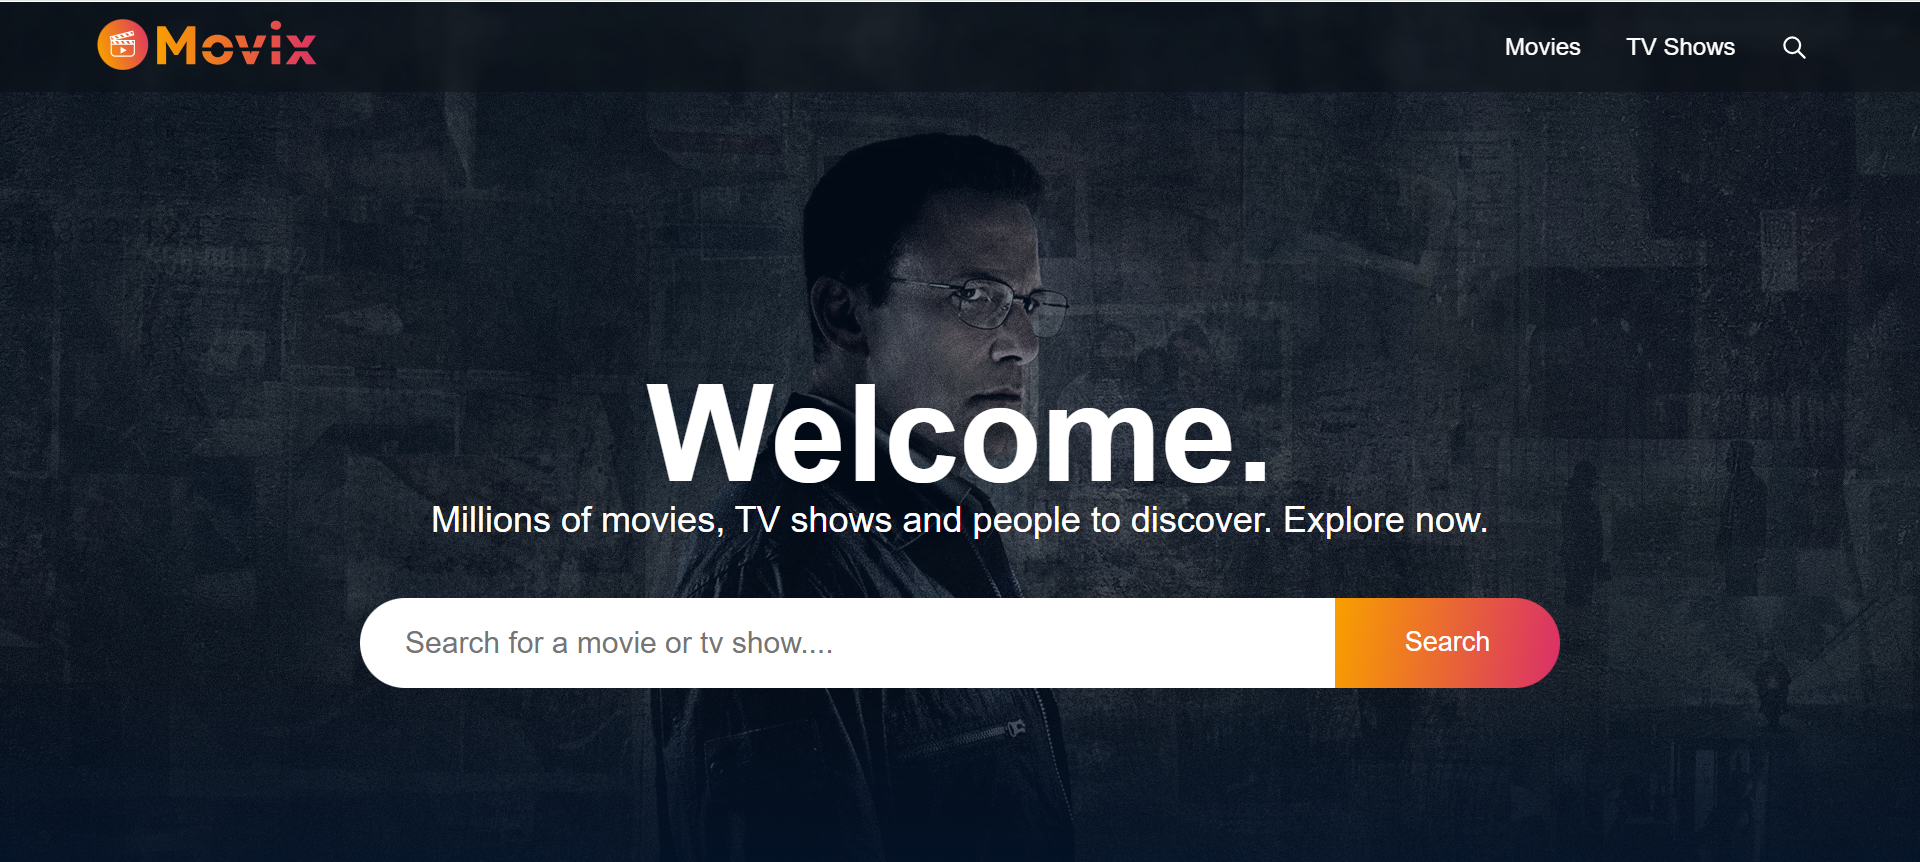 Movix
Movies
TV Shows
Welcome.
Millions of movies, TV shows and people to discover. Explore now.
Search for a movie or tv show....
Search